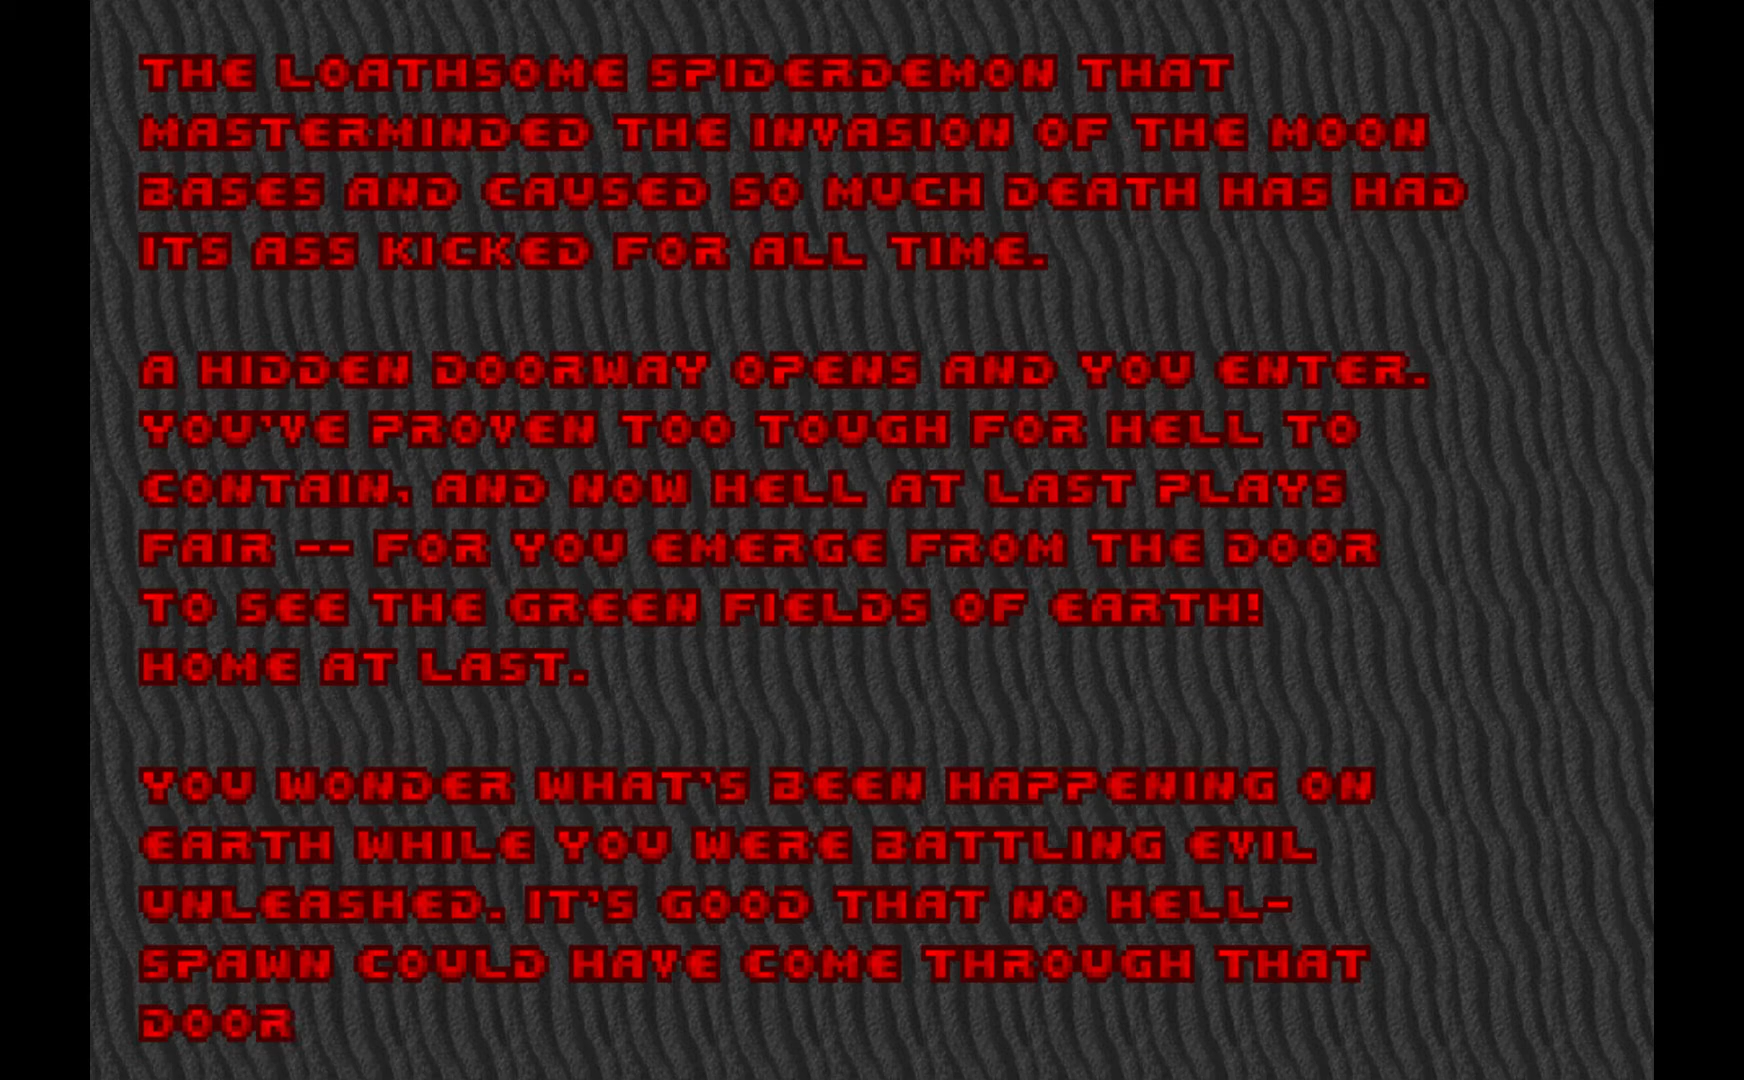 THE LOATHSOME SPIDERDEMON THAT
MASTERMINDED THE INVASION OF THE MOON
BASES AND CAUSED SO MUCH DEATH HAS HAD
ITS ASS KICKED FOR ALL TIME.
A HIDDEN DOORWAY OPENS AND YOU ENTER.
YOU'VE PROVEN TOO TOUGH FOR HELL TO
CONTAIN, AND NOW HELL AT LAST PLAYS
FAIR -- FOR YOU EMERGE FROM THE DOOR
TO SEE THE GREEN FIELDS OF EARTH!
HOME AT LAST.
YOU WONDER WHAT'S BEEN HAPPENING ON
EARTH WHILE YOU WERE BATTLING EVIL
UNLEASHED. IT'S GOOD THAT NO HELL-
SPAWN COULD HAVE COME THROUGH THAT
DOOR